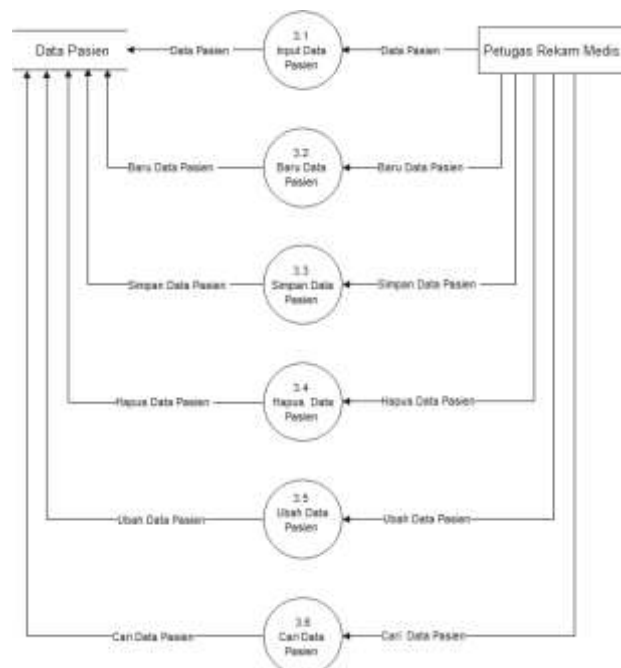 Data Pasien
Data Pasien
3.1
Input Data
Pasien
Data Pasien
Petugas Rekam Medis
Baru Data Pasien
3.2
Baru Data
Pasien
Baru Data Pasien
Simpan Data Pasien
3.3
Simpan Data
Pasien
Simpan Data Pasien
Hapus Data Pasien
3.4
Hapus Data
Pasien
Hapus Data Pasien
Ubah Data Pasien
3.5
Ubah Data
Pasien
Ubah Data Pasien
Cari Data Pasien
3.6
Cari Data
Pasien
Cari Data Pasien